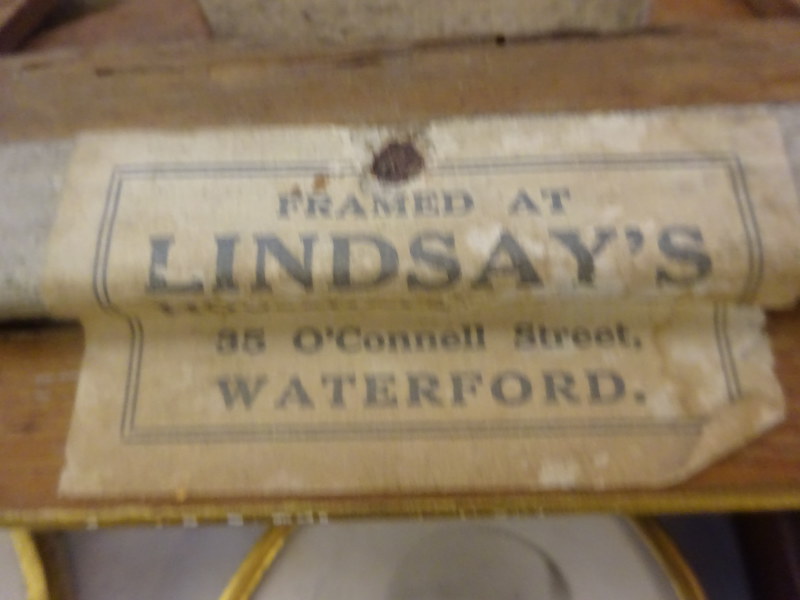 FRAMED AT
LINDSAY'S
35 O'Connell Street,
WATERFORD.